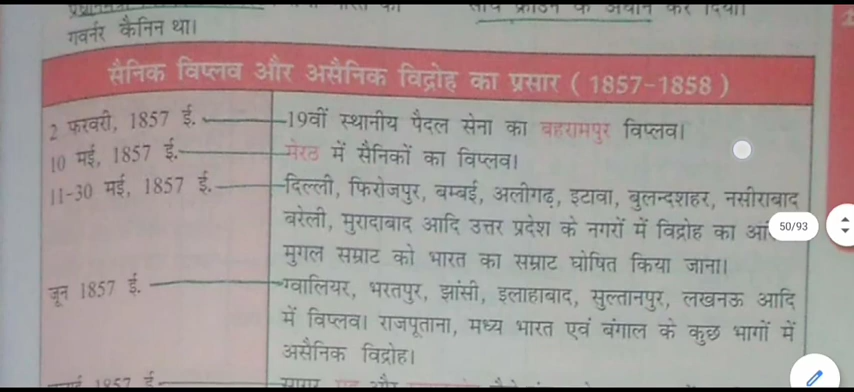 गवर्नर कैनिन था।
सैनिक विप्लव और असैनिक विद्रोह का प्रसार ( 1857-1858 )
2 फरवरी, 1857 ई. 19वीं स्थानीय पैदल सेना का बहरामपुर विप्लव।
10 मई, 1857 ई. मेरठ में सैनिकों का विप्लव।
11-30 मई, 1857 ई. दिल्ली, फिरोजपुर, बम्बई, अलीगढ़, इटावा, बुलन्दशहर, नसीराबाद
बरेली, मुरादाबाद आदि उत्तर प्रदेश के नगरों में विद्रोह का
50/93
मुगल सम्राट को भारत का सम्राट घोषित किया जाना।
जून 1857 ई. ग्वालियर, भरतपुर, झांसी, इलाहाबाद, सुल्तानपुर, लखनऊ आदि
में विप्लव। राजपूताना, मध्य भारत एवं बंगाल के कुछ भागों में
असैनिक विद्रोह।